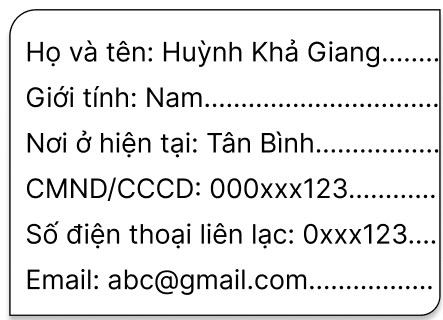 Họ và tên: Huỳnh Khả Giang........
Giới tính: Nam................................
Nơi ở hiện tại: Tân Bình.................
CMND/CCCD: 000xxx123............
Số điện thoại liên lạc: 0xxx123....
Email: abc@gmail.com.................